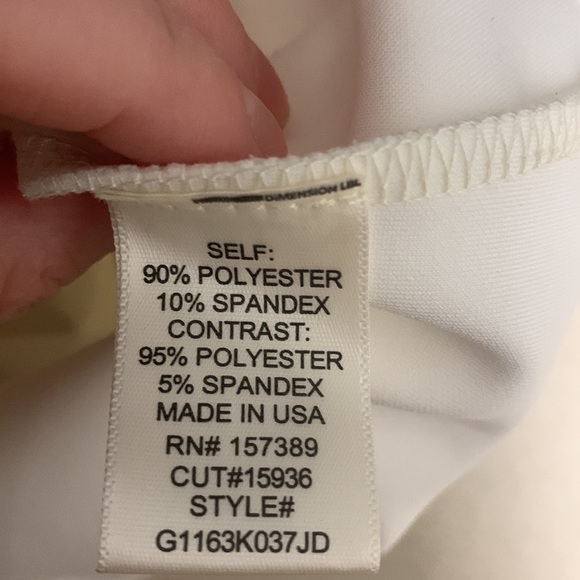 DIMENSION LBL
SELF:
90% POLYESTER
10% SPANDEX
CONTRAST:
95% POLYESTER
5% SPANDEX
MADE IN USA
RN# 157389
CUT#15936
STYLE#
G1163K037JD